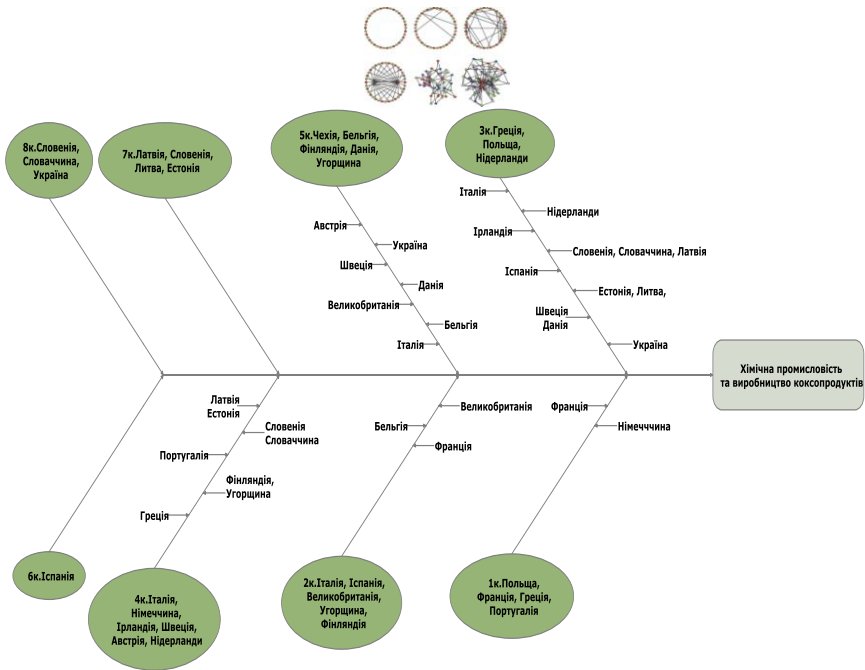 8к.Словенія,
Словаччина,
Україна
7к.Латвія, Словенія,
Литва, Естонія
5к.Чехія, Бельгія,
Фінляндія, Данія,
Угорщина
3к.Греція,
Польща,
Нідерланди
Австрія
Україна
Швеція
Данія
Великобританія
Бельгія
Італія
Італія
Нідерланди
Ірландія
Словенія, Словаччина, Латвія
Іспанія
Естонія, Литва,
Швеція
Данія
Україна
Хімічна промисловість
та виробництво коксопродуктів
Латвія
Естонія
Словенія
Словаччина
Португалія
Фінляндія,
Угорщина
Греція
Великобританія
Бельгія
Франція
Франція
Німечччина
6к.Іспанія
4к.Італія,
Німеччина,
Ірландія, Швеція,
Австрія, Нідерланди
2к.Італія, Іспанія,
Великобританія,
Угорщина,
Фінляндія
1к.Польща,
Франція, Греція,
Португалія